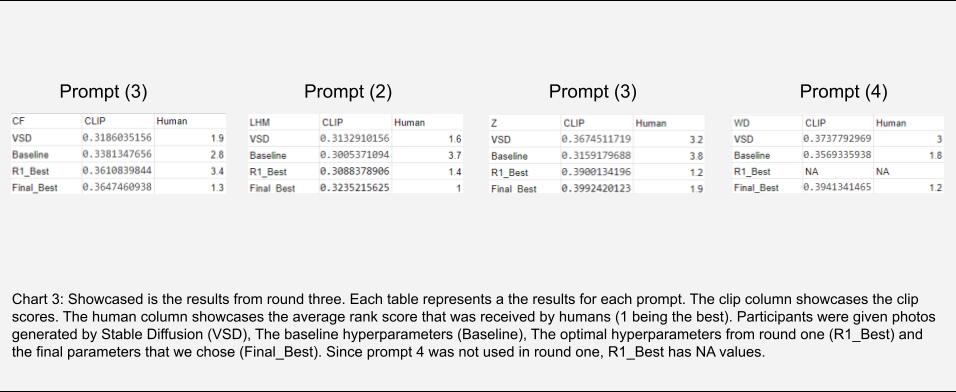 Prompt (3) Prompt (2) Prompt (3) Prompt (4)
CF CLIP Human
VSD 0.3186035156 1.9
Baseline 0.3381347656 2.8
R1_Best 0.3610839844 3.4
Final_Best 0.3647460938 1.3
LHM CLIP Human
VSD 0.3132910156 1.6
Baseline 0.3005371094 3.7
R1_Best 0.3088378906 1.4
Final Best 0.3235215625 1
Z CLIP Human
VSD 0.3674511719 3.2
Baseline 0.3159179688 3.8
R1_Best 0.3900134196 1.2
Final Best 0.3992420123 1.9
WD CLIP Human
VSD 0.3737792969 3
Baseline 0.3569335938 1.8
R1_Best NA NA
Final_Best 0.3941341465 1.2
Chart 3: Showcased is the results from round three. Each table represents a the results for each prompt. The clip column showcases the clip
scores. The human column showcases the average rank score that was received by humans (1 being the best). Participants were given photos
generated by Stable Diffusion (VSD), The baseline hyperparameters (Baseline), The optimal hyperparameters from round one (R1_Best) and
the final parameters that we chose (Final_Best). Since prompt 4 was not used in round one, R1_Best has NA values.